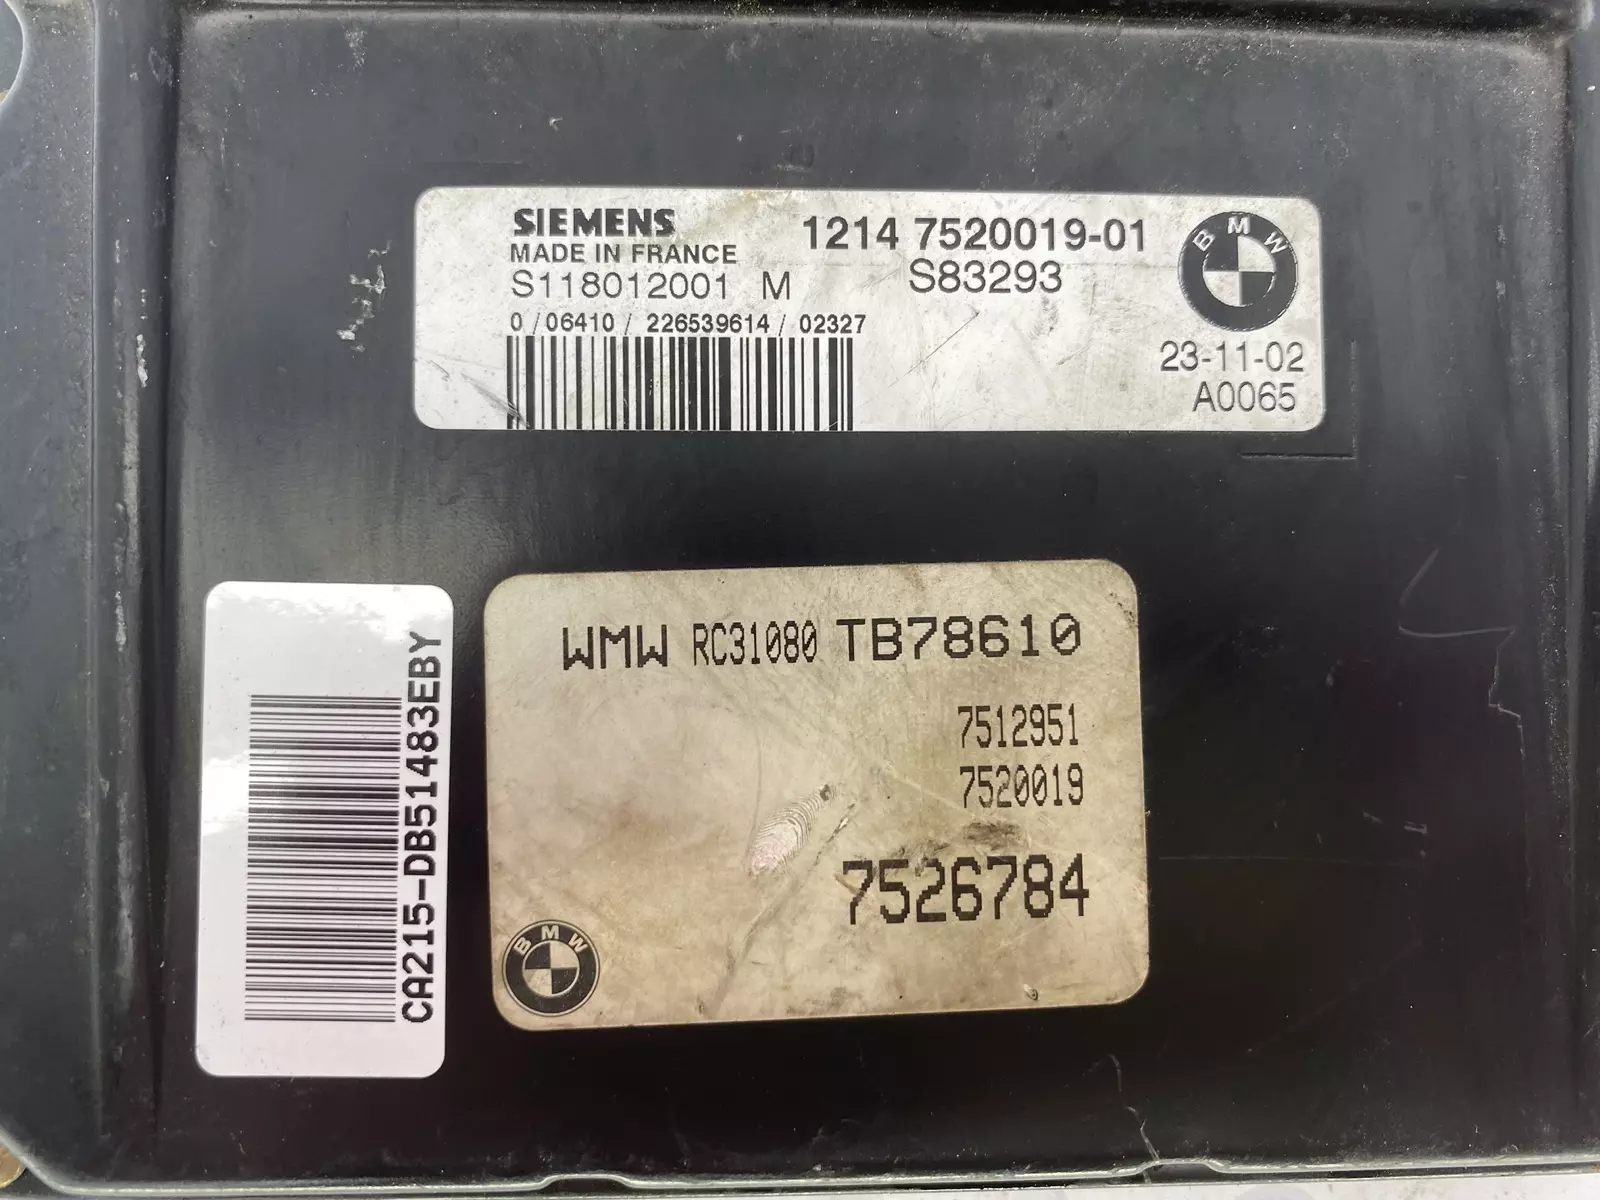 SIEMENS
MADE IN FRANCE
S118012001 M
0 / 06410 / 226539614 / 02327
1214 7520019-01
S83293
BMW
23-11-02
A0065
CA215-DB51483EBY
WMW RC31080 TB78610
7512951
7520019
7526784
BMW